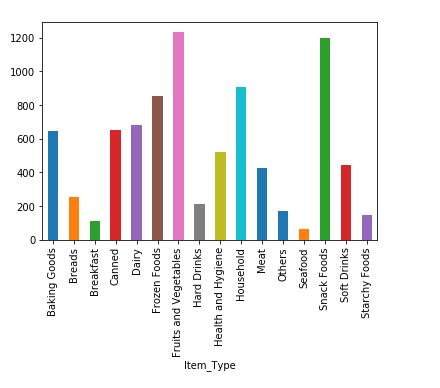 1200
1000
800
600
400
200
0
Baking Goods
Breads
Breakfast
Canned
Dairy
Frozen Foods
Fruits and Vegetables
Hard Drinks
Health and Hygiene
Household
Meat
Others
Seafood
Snack Foods
Soft Drinks
Starchy Foods
Item_Type